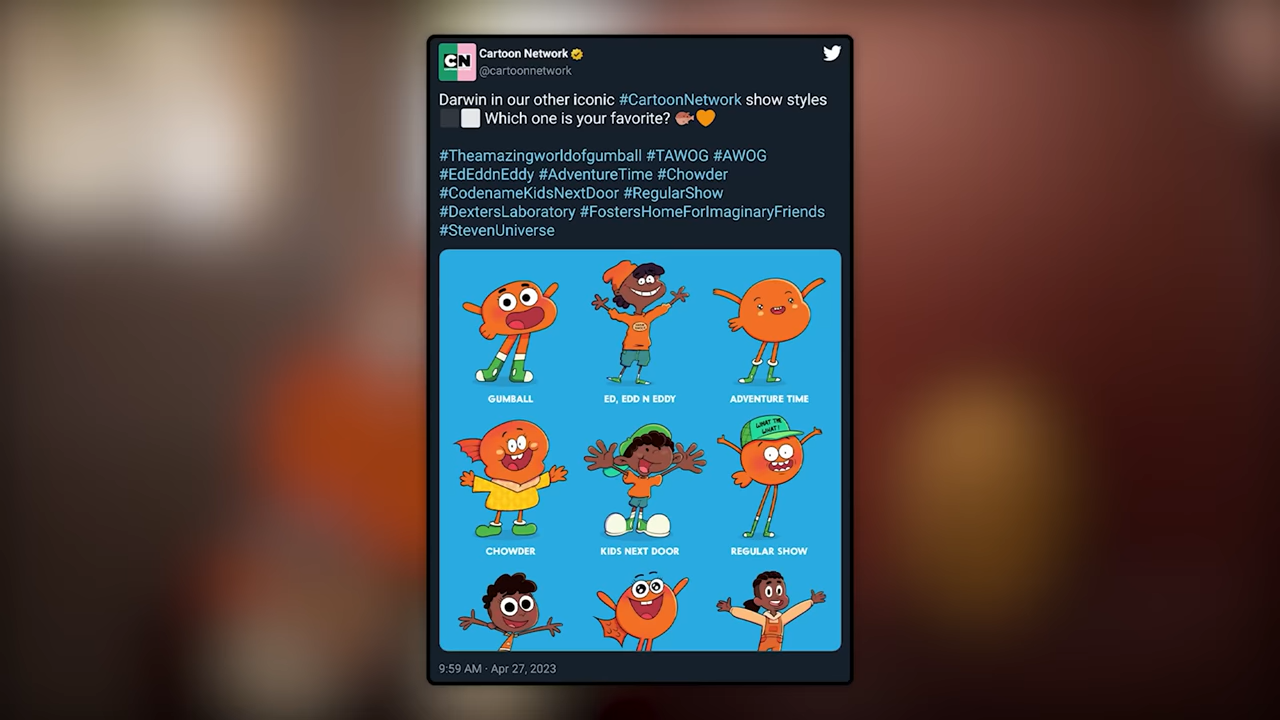 CN
Cartoon Network
@cartoonnetwork
Darwin in our other iconic #CartoonNetwork show styles
Which one is your favorite?
#Theamazingworldofgumball #TAWOG #AWOG
#EdEddnEddy #AdventureTime #Chowder
#CodenameKidsNextDoor #RegularShow
#DextersLaboratory #FostersHomeForImaginaryFriends
#StevenUniverse
GUMBALL
ED, EDD N EDDY
ADVENTURE TIME
WHAT THE
WHAT?
CHOWDER
KIDS NEXT DOOR
REGULAR SHOW
9:59 AM · Apr 27, 2023